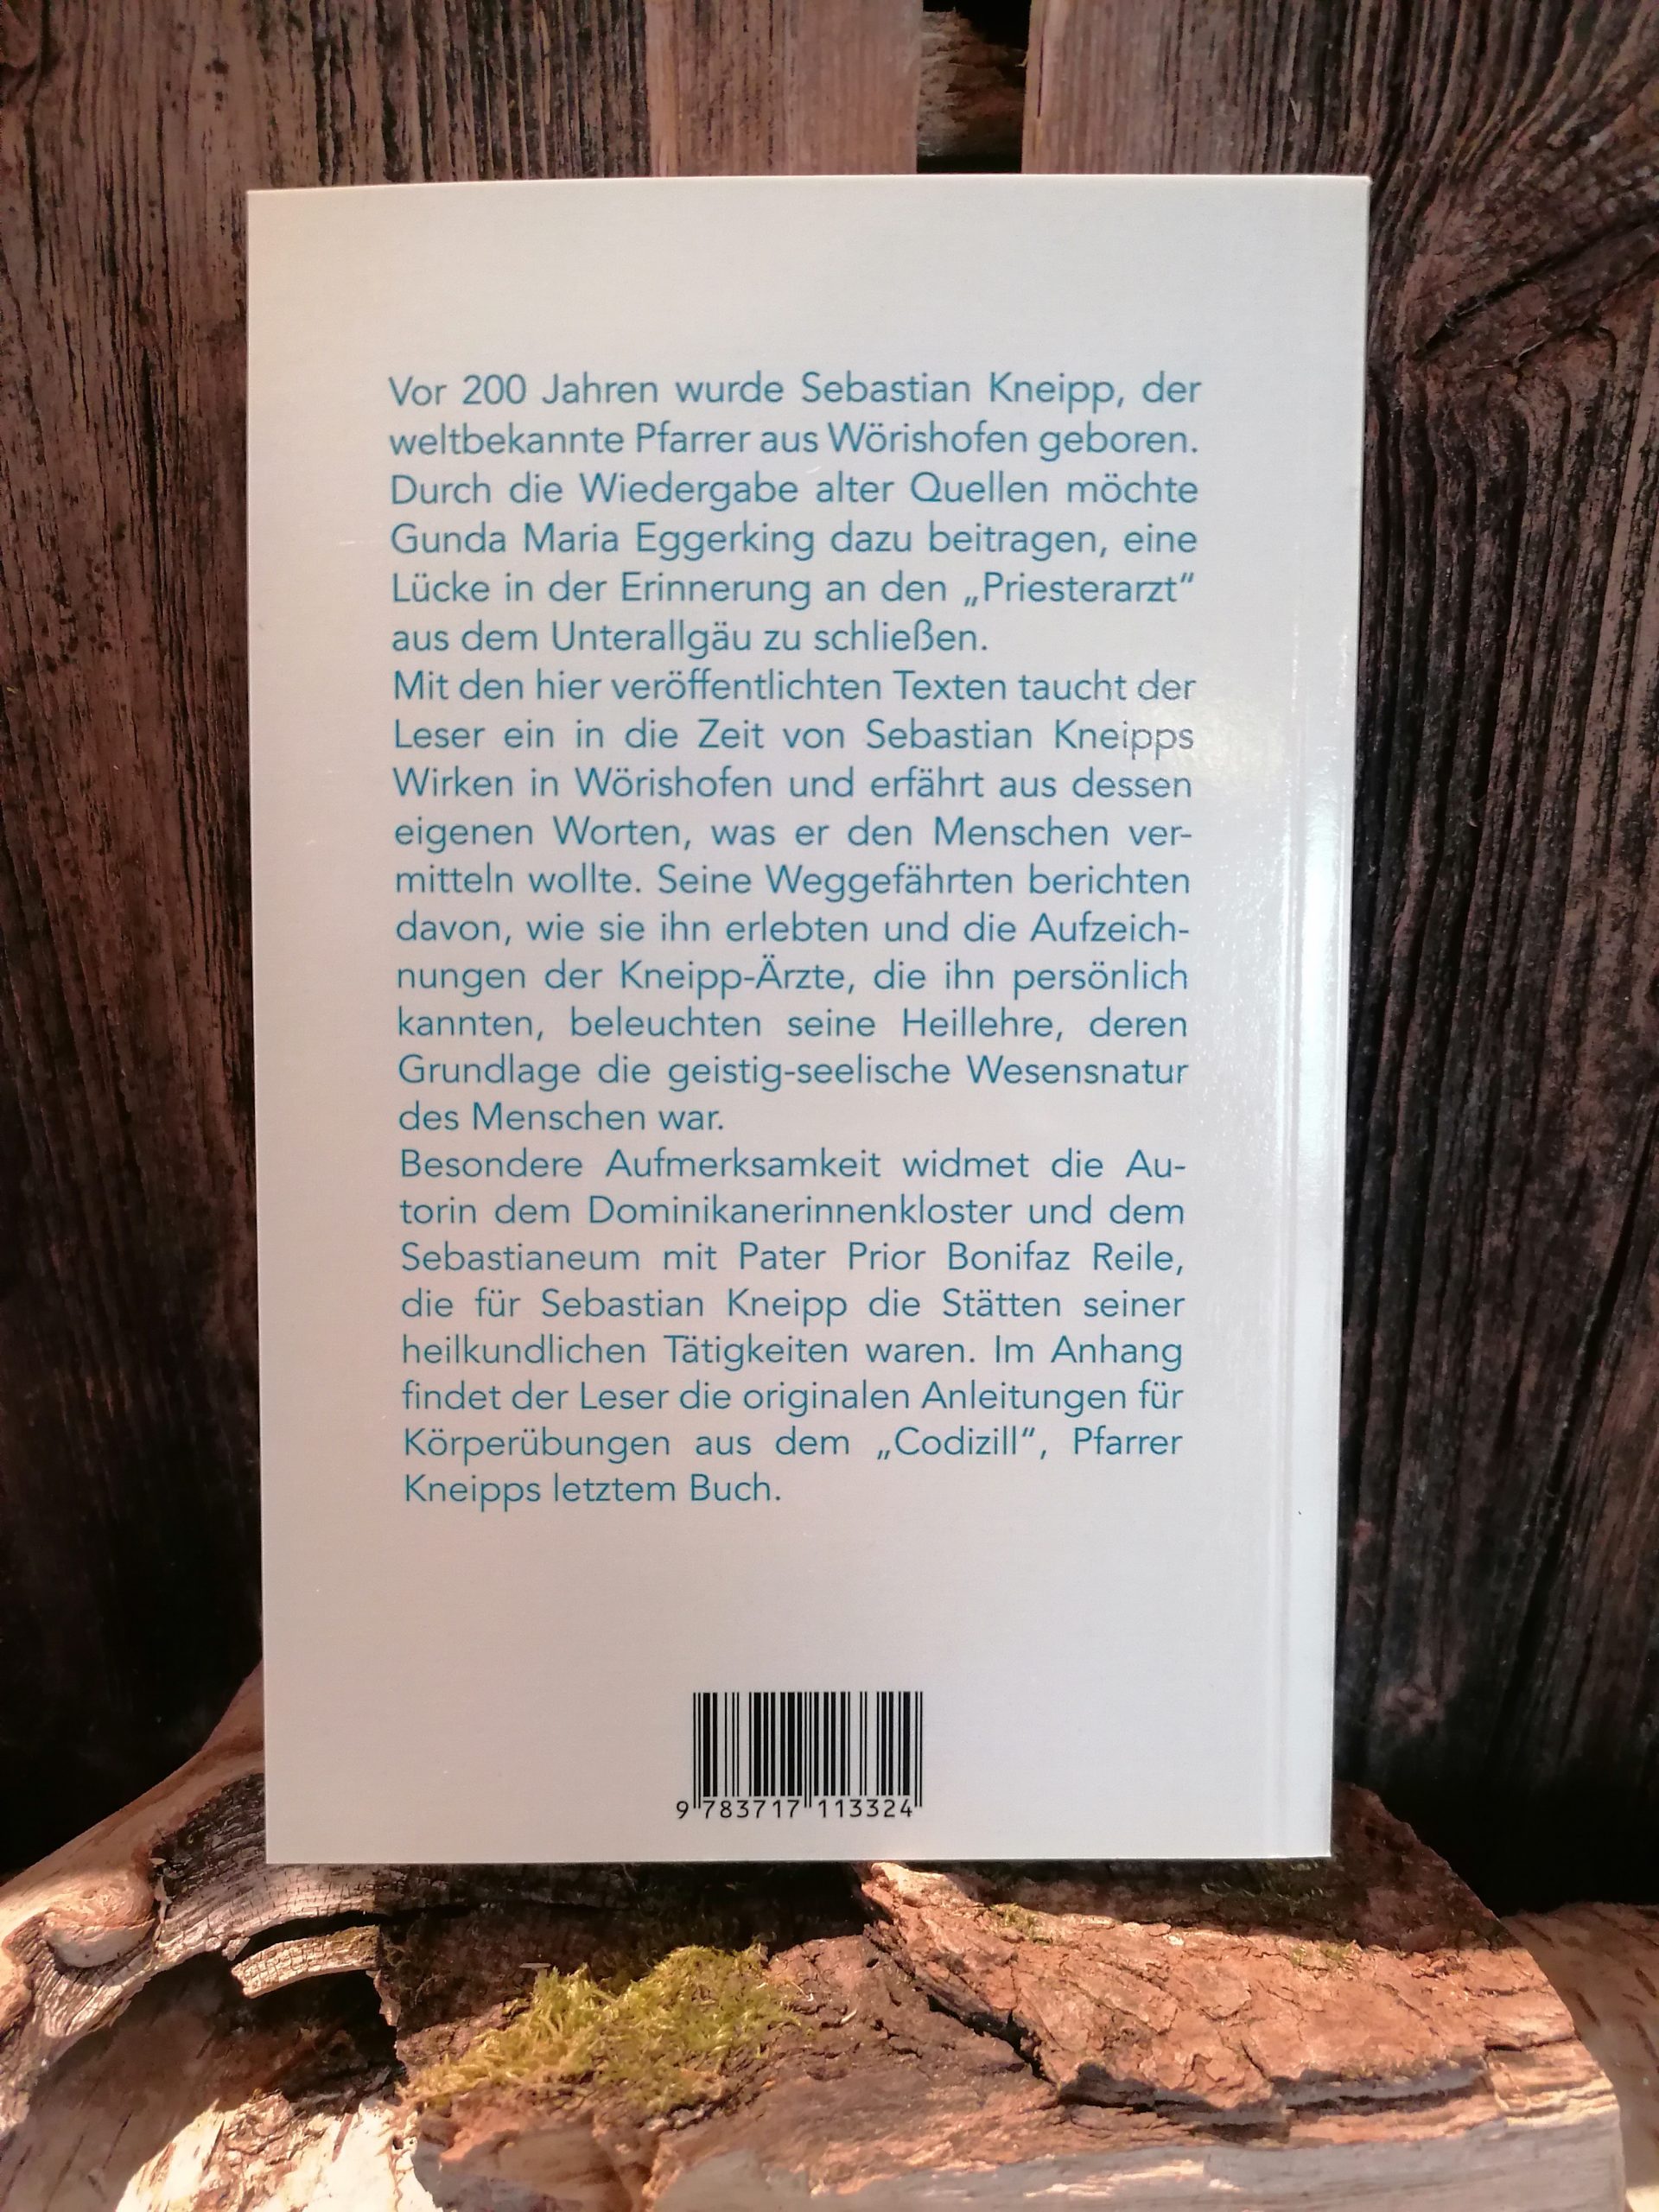 Vor 200 Jahren wurde Sebastian Kneipp, der
weltbekannte Pfarrer aus Wörishofen geboren.
Durch die Wiedergabe alter Quellen möchte
Gunda Maria Eggerking dazu beitragen, eine
Lücke in der Erinnerung an den „Priesterarzt“
aus dem Unterallgäu zu schließen.
Mit den hier veröffentlichten Texten taucht der
Leser ein in die Zeit von Sebastian Kneipps
Wirken in Wörishofen und erfährt aus dessen
eigenen Worten, was er den Menschen ver-
mitteln wollte. Seine Weggefährten berichten
davon, wie sie ihn erlebten und die Aufzeich-
nungen der Kneipp-Ärzte, die ihn persönlich
kannten, beleuchten seine Heillehre, deren
Grundlage die geistig-seelische Wesensnatur
des Menschen war.
Besondere Aufmerksamkeit widmet die Au-
torin dem Dominikanerinnenkloster und dem
Sebastianeum mit Pater Prior Bonifaz Reile,
die für Sebastian Kneipp die Stätten seiner
heilkundlichen Tätigkeiten waren. Im Anhang
findet der Leser die originalen Anleitungen für
Körperübungen aus dem „Codizill“, Pfarrer
Kneipps letztem Buch.
9 783717 113324